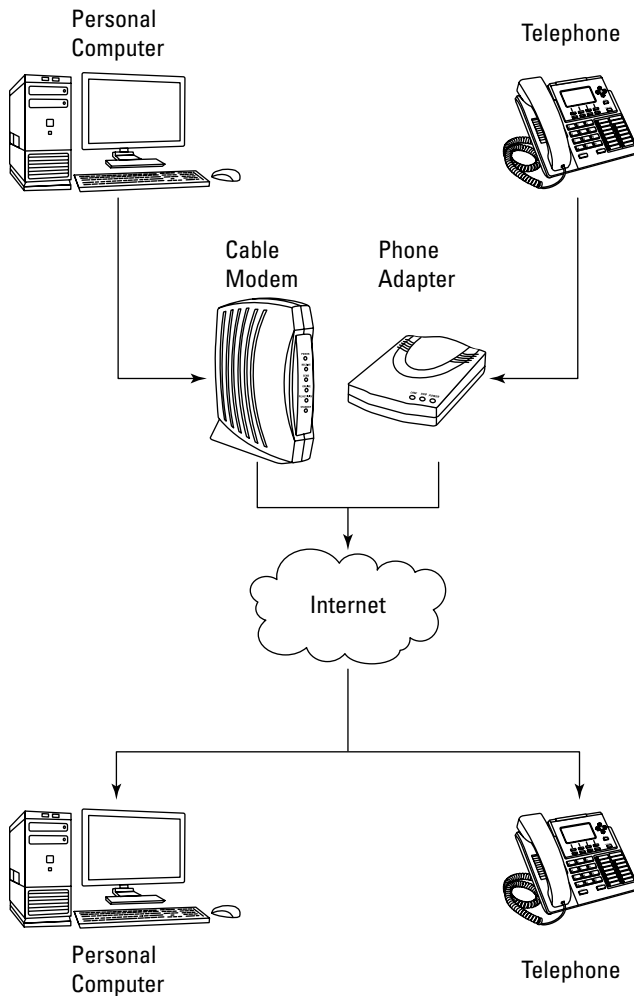 Personal
Computer
Telephone
Cable
Modem
Phone
Adapter
Internet
Personal
Computer
Telephone